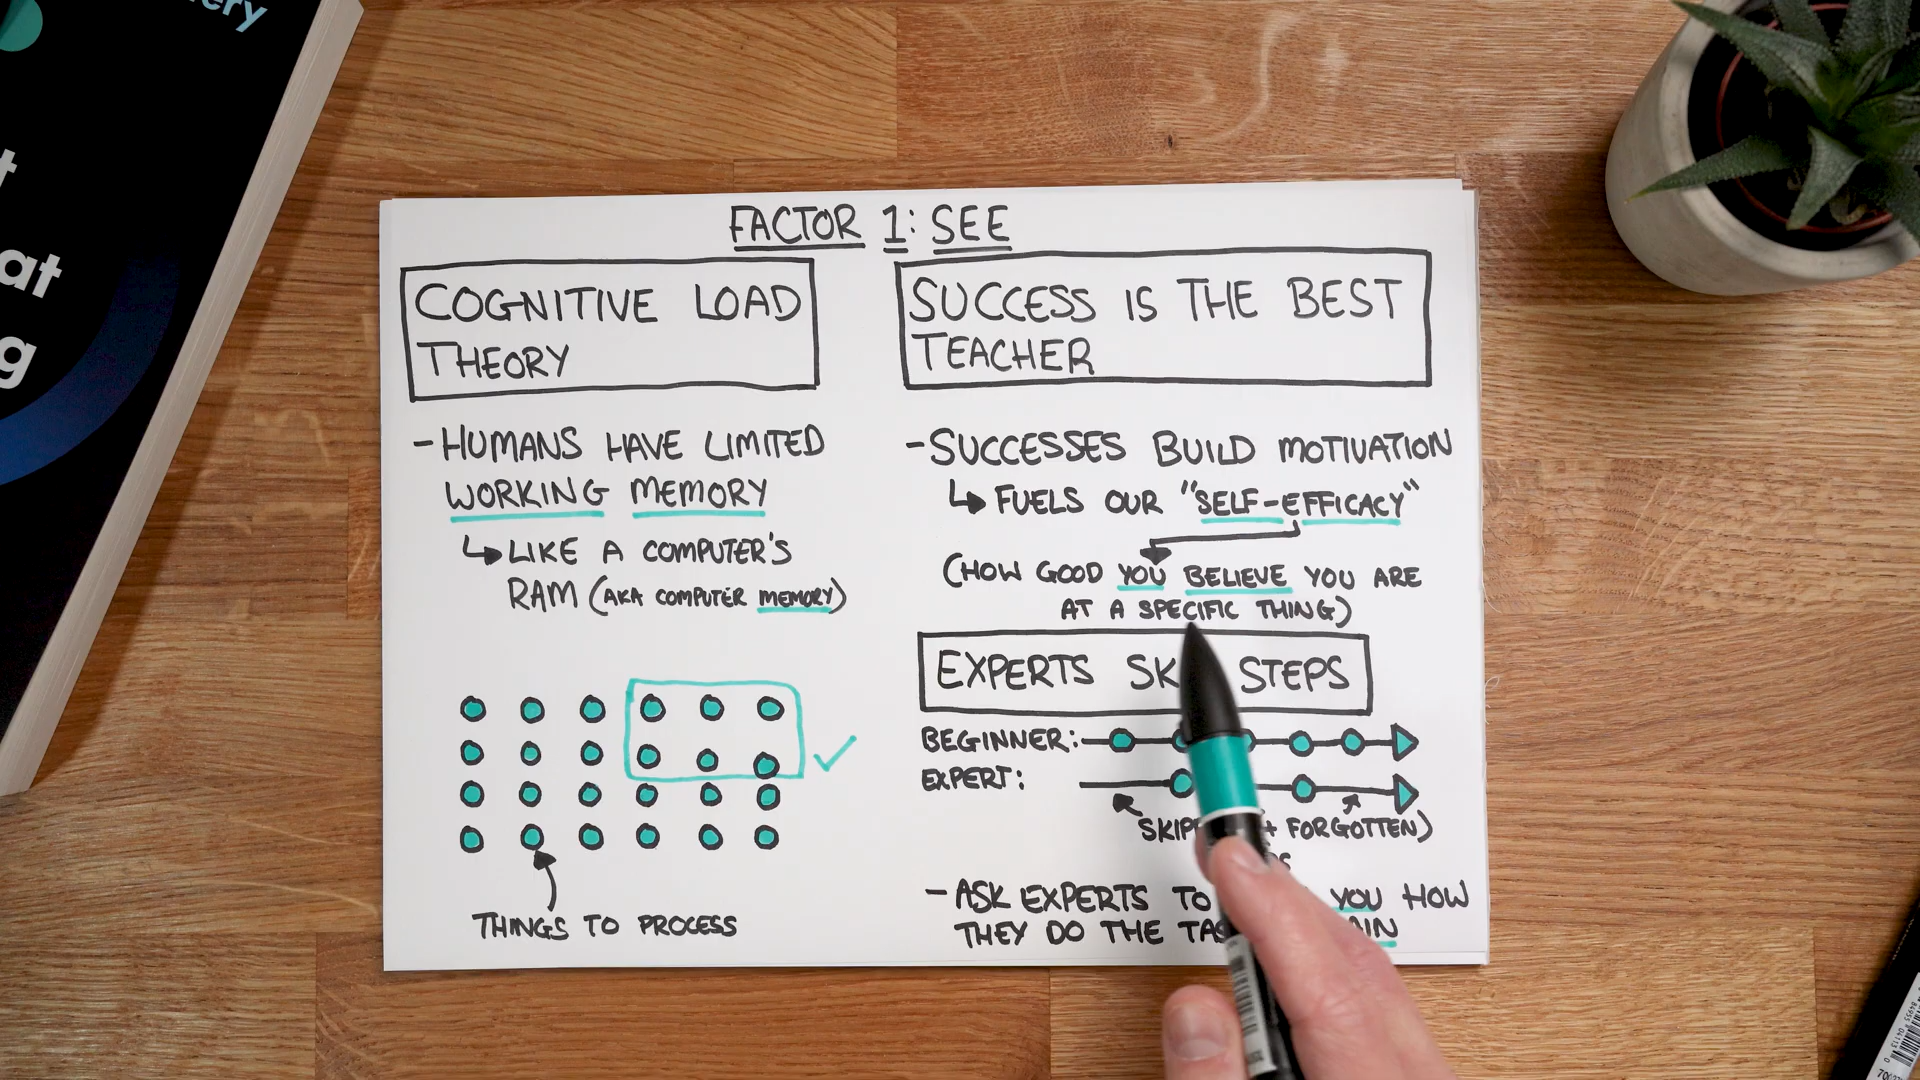 FACTOR 1: SEE
COGNITIVE LOAD
THEORY
- HUMANS HAVE LIMITED
WORKING MEMORY
LIKE A COMPUTER'S
RAM (AKA COMPUTER MEMORY)
THINGS TO PROCESS
SUCCESS IS THE BEST
TEACHER
- SUCCESSES BUILD MOTIVATION
FUELS OUR "SELF-EFFICACY"
(HOW GOOD YOU BELIEVE YOU ARE
AT A SPECIFIC THING)
EXPERTS STEPS
BEGINNER:
EXPERT:
+ FORGOTTEN)
- ASK EXPERTS TO YOU HOW
THEY DO THE
at